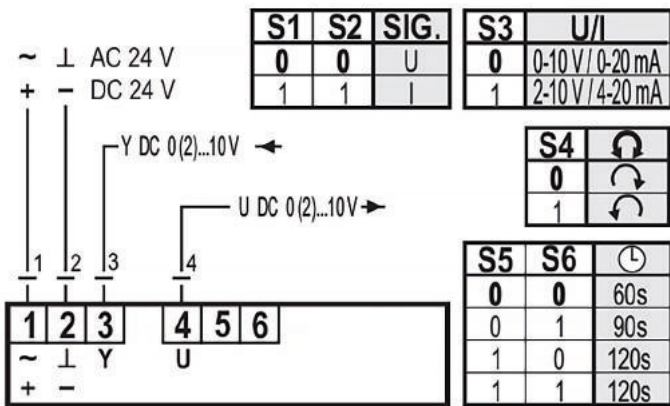 ~ ⊥ AC 24 V
+ − DC 24 V
Y DC 0(2)...10V
U DC 0(2)...10V
1 2 3 4
1 2 3 4 5 6
~ ⊥ Y U
+ −
S1 S2 SIG.
0 0 U
1 1 I
S3 U/I
0 0-10 V / 0-20 mA
1 2-10 V / 4-20 mA
S4
0
1
S5 S6
0 0 60s
0 1 90s
1 0 120s
1 1 120s